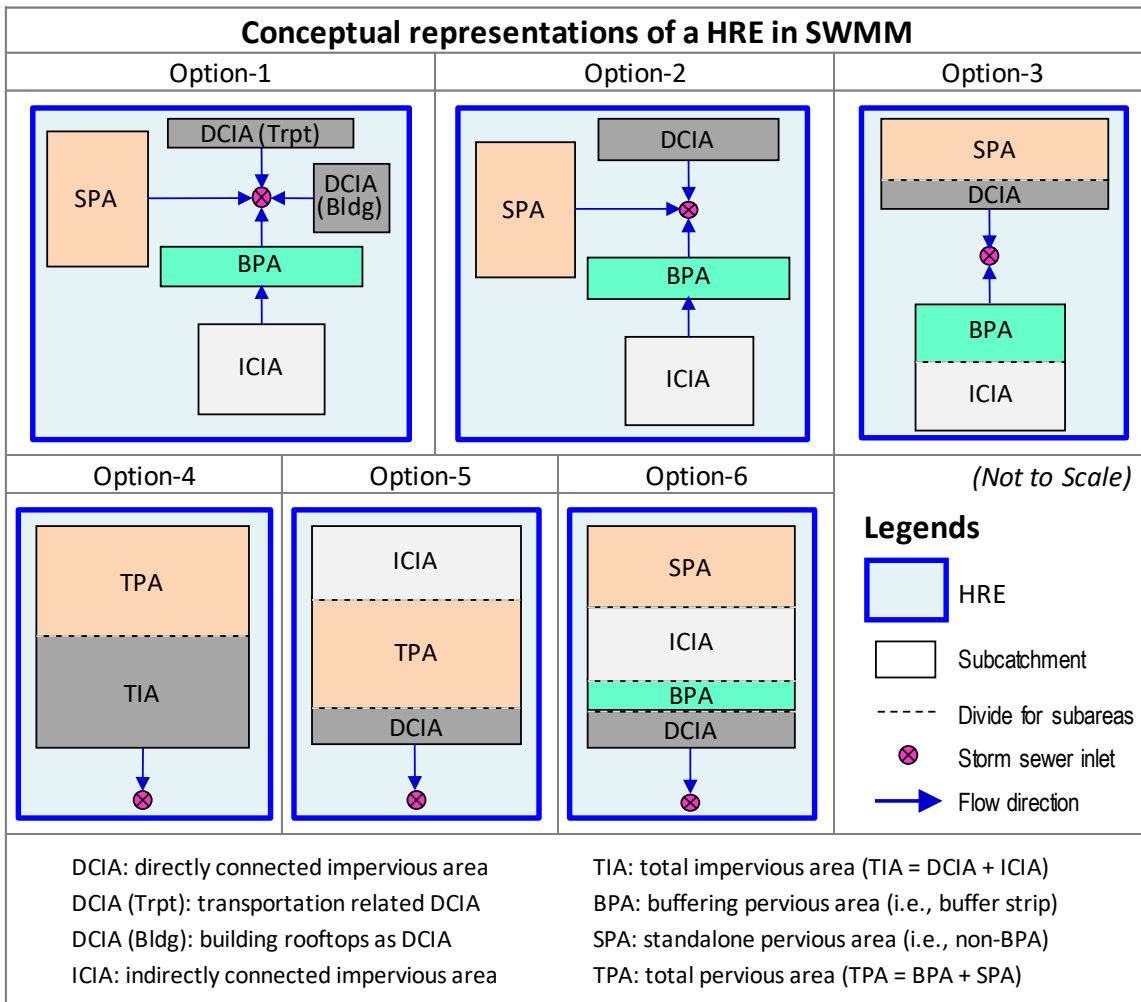 Conceptual representations of a HRE in SWMM
Option-1
Option-2
Option-3
DCIA (Trpt)
SPA
DCIA
(Bldg)
BPA
ICIA
DCIA
SPA
BPA
ICIA
SPA
DCIA
BPA
ICIA
Option-4
Option-5
Option-6
(Not to Scale)
TPA
TIA
ICIA
TPA
DCIA
SPA
ICIA
BPA
DCIA
Legends
HRE
Subcatchment
Divide for subareas
Storm sewer inlet
Flow direction
DCIA: directly connected impervious area
DCIA (Trpt): transportation related DCIA
DCIA (Bldg): building rooftops as DCIA
ICIA: indirectly connected impervious area
TIA: total impervious area (TIA = DCIA + ICIA)
BPA: buffering pervious area (i.e., buffer strip)
SPA: standalone pervious area (i.e., non-BPA)
TPA: total pervious area (TPA = BPA + SPA)